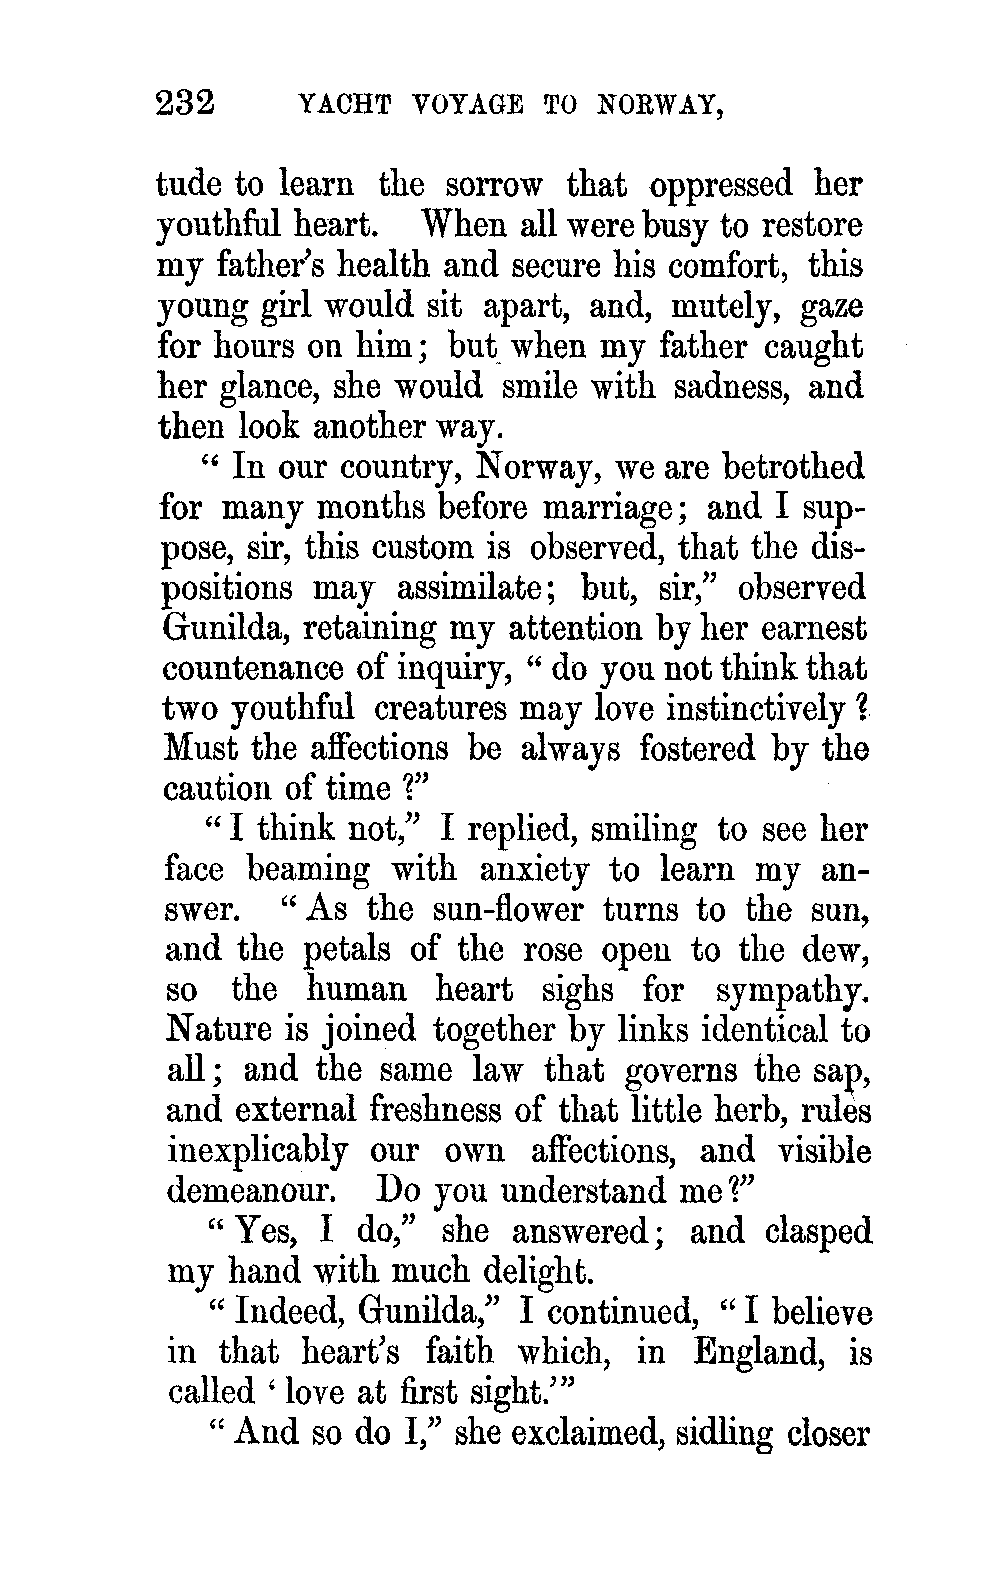 232 YACHT VOYAGE TO NORWAY,
tude to learn the sorrow that oppressed her
youthful heart. When all were busy to restore
my father's health and secure his comfort, this
young girl would sit apart, and, mutely, gaze
for hours on him; but when my father caught
her glance, she would smile with sadness, and
then look another way.
“ In our country, Norway, we are betrothed
for many months before marriage; and I sup-
pose, sir, this custom is observed, that the dis-
positions may assimilate; but, sir,” observed
Gunilda, retaining my attention by her earnest
countenance of inquiry, “ do you not think that
two youthful creatures may love instinctively ?
Must the affections be always fostered by the
caution of time ?”
“ I think not,” I replied, smiling to see her
face beaming with anxiety to learn my an-
swer. “ As the sun-flower turns to the sun,
and the petals of the rose open to the dew,
so the human heart sighs for sympathy.
Nature is joined together by links identical to
all; and the same law that governs the sap,
and external freshness of that little herb, rules
inexplicably our own affections, and visible
demeanour. Do you understand me ?”
“ Yes, I do,” she answered; and clasped
my hand with much delight.
“ Indeed, Gunilda,” I continued, “ I believe
in that heart's faith which, in England, is
called ‘ love at first sight.’”
“ And so do I,” she exclaimed, sidling closer